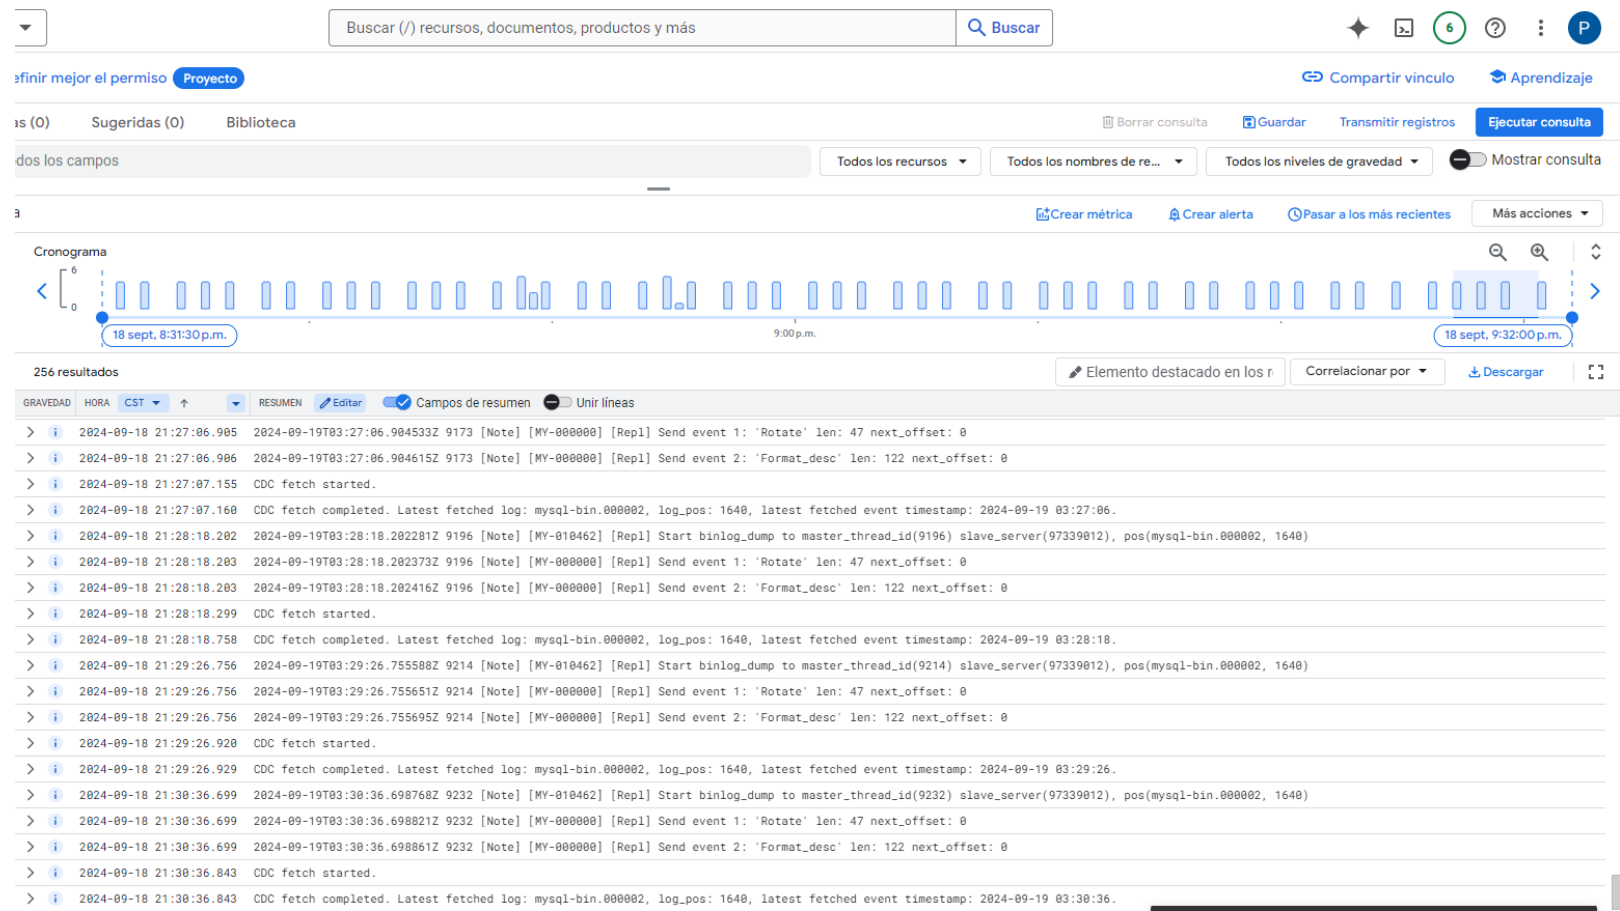 Buscar (/) recursos, documentos, productos y más
Buscar
6
P
efinir mejor el permiso Proyecto
Compartir vínculo
Aprendizaje
as (0) Sugeridas (0) Biblioteca
Borrar consulta Guardar Transmitir registros Ejecutar consulta
odos los campos
Todos los recursos Todos los nombres de re... Todos los niveles de gravedad Mostrar consulta
a
Crear métrica Crear alerta Pasar a los más recientes Más acciones
Cronograma
6
0
18 sept, 8:31:30 p.m.
9:00 p.m.
18 sept, 9:32:00 p.m.
256 resultados
Elemento destacado en los r Correlacionar por Descargar
GRAVEDAD HORA CST RESUMEN Editar Campos de resumen Unir líneas
2024-09-18 21:27:06.905 2024-09-19T03:27:06.904533Z 9173 [Note] [MY-000000] [Repl] Send event 1: 'Rotate' len: 47 next_offset: 0
2024-09-18 21:27:06.906 2024-09-19T03:27:06.904615Z 9173 [Note] [MY-000000] [Repl] Send event 2: 'Format_desc' len: 122 next_offset: 0
2024-09-18 21:27:07.155 CDC fetch started.
2024-09-18 21:27:07.160 CDC fetch completed. Latest fetched log: mysql-bin.000002, log_pos: 1640, latest fetched event timestamp: 2024-09-19 03:27:06.
2024-09-18 21:28:18.202 2024-09-19T03:28:18.202281Z 9196 [Note] [MY-010462] [Repl] Start binlog_dump to master_thread_id(9196) slave_server(97339012), pos(mysql-bin.000002, 1640)
2024-09-18 21:28:18.203 2024-09-19T03:28:18.202373Z 9196 [Note] [MY-000000] [Repl] Send event 1: 'Rotate' len: 47 next_offset: 0
2024-09-18 21:28:18.203 2024-09-19T03:28:18.202416Z 9196 [Note] [MY-000000] [Repl] Send event 2: 'Format_desc' len: 122 next_offset: 0
2024-09-18 21:28:18.299 CDC fetch started.
2024-09-18 21:28:18.758 CDC fetch completed. Latest fetched log: mysql-bin.000002, log_pos: 1640, latest fetched event timestamp: 2024-09-19 03:28:18.
2024-09-18 21:29:26.756 2024-09-19T03:29:26.755588Z 9214 [Note] [MY-010462] [Repl] Start binlog_dump to master_thread_id(9214) slave_server(97339012), pos(mysql-bin.000002, 1640)
2024-09-18 21:29:26.756 2024-09-19T03:29:26.755651Z 9214 [Note] [MY-000000] [Repl] Send event 1: 'Rotate' len: 47 next_offset: 0
2024-09-18 21:29:26.756 2024-09-19T03:29:26.755695Z 9214 [Note] [MY-000000] [Repl] Send event 2: 'Format_desc' len: 122 next_offset: 0
2024-09-18 21:29:26.920 CDC fetch started.
2024-09-18 21:29:26.929 CDC fetch completed. Latest fetched log: mysql-bin.000002, log_pos: 1640, latest fetched event timestamp: 2024-09-19 03:29:26.
2024-09-18 21:30:36.699 2024-09-19T03:30:36.698768Z 9232 [Note] [MY-010462] [Repl] Start binlog_dump to master_thread_id(9232) slave_server(97339012), pos(mysql-bin.000002, 1640)
2024-09-18 21:30:36.699 2024-09-19T03:30:36.698821Z 9232 [Note] [MY-000000] [Repl] Send event 1: 'Rotate' len: 47 next_offset: 0
2024-09-18 21:30:36.699 2024-09-19T03:30:36.698861Z 9232 [Note] [MY-000000] [Repl] Send event 2: 'Format_desc' len: 122 next_offset: 0
2024-09-18 21:30:36.843 CDC fetch started.
2024-09-18 21:30:36.843 CDC fetch completed. Latest fetched log: mysql-bin.000002, log_pos: 1640, latest fetched event timestamp: 2024-09-19 03:30:36.